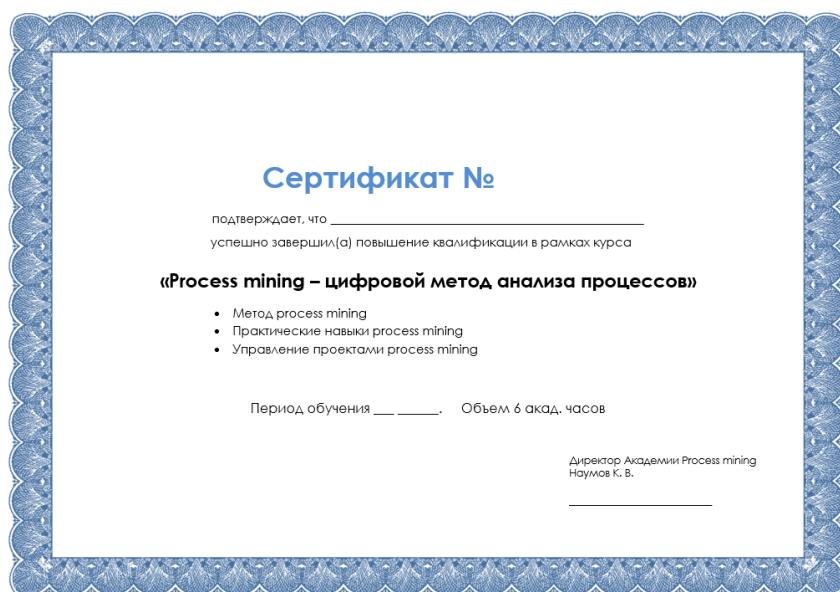 Сертификат №
подтверждает, что ____________________________________________
успешно завершил(а) повышение квалификации в рамках курса
«Process mining – цифровой метод анализа процессов»
• Метод process mining
• Практические навыки process mining
• Управление проектами process mining
Период обучения ___ ______. Объем 6 акад. часов
Директор Академии Process mining
Наумов К. В.